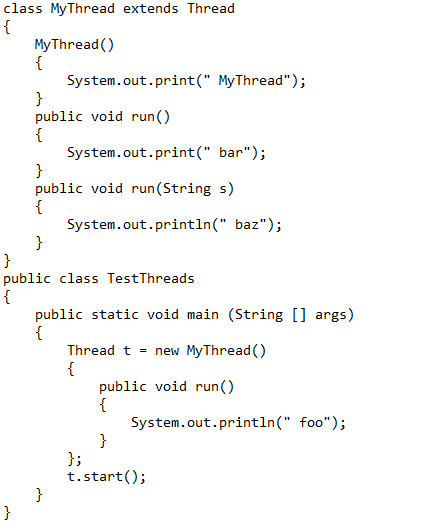 class MyThread extends Thread
{
    MyThread()
    {
        System.out.print(" MyThread");
    }
    public void run()
    {
        System.out.print(" bar");
    }
    public void run(String s)
    {
        System.out.println(" baz");
    }
}
public class TestThreads
{
    public static void main (String [] args)
    {
        Thread t = new MyThread()
        {
            public void run()
            {
                System.out.println(" foo");
            }
        };
        t.start();
    }
}